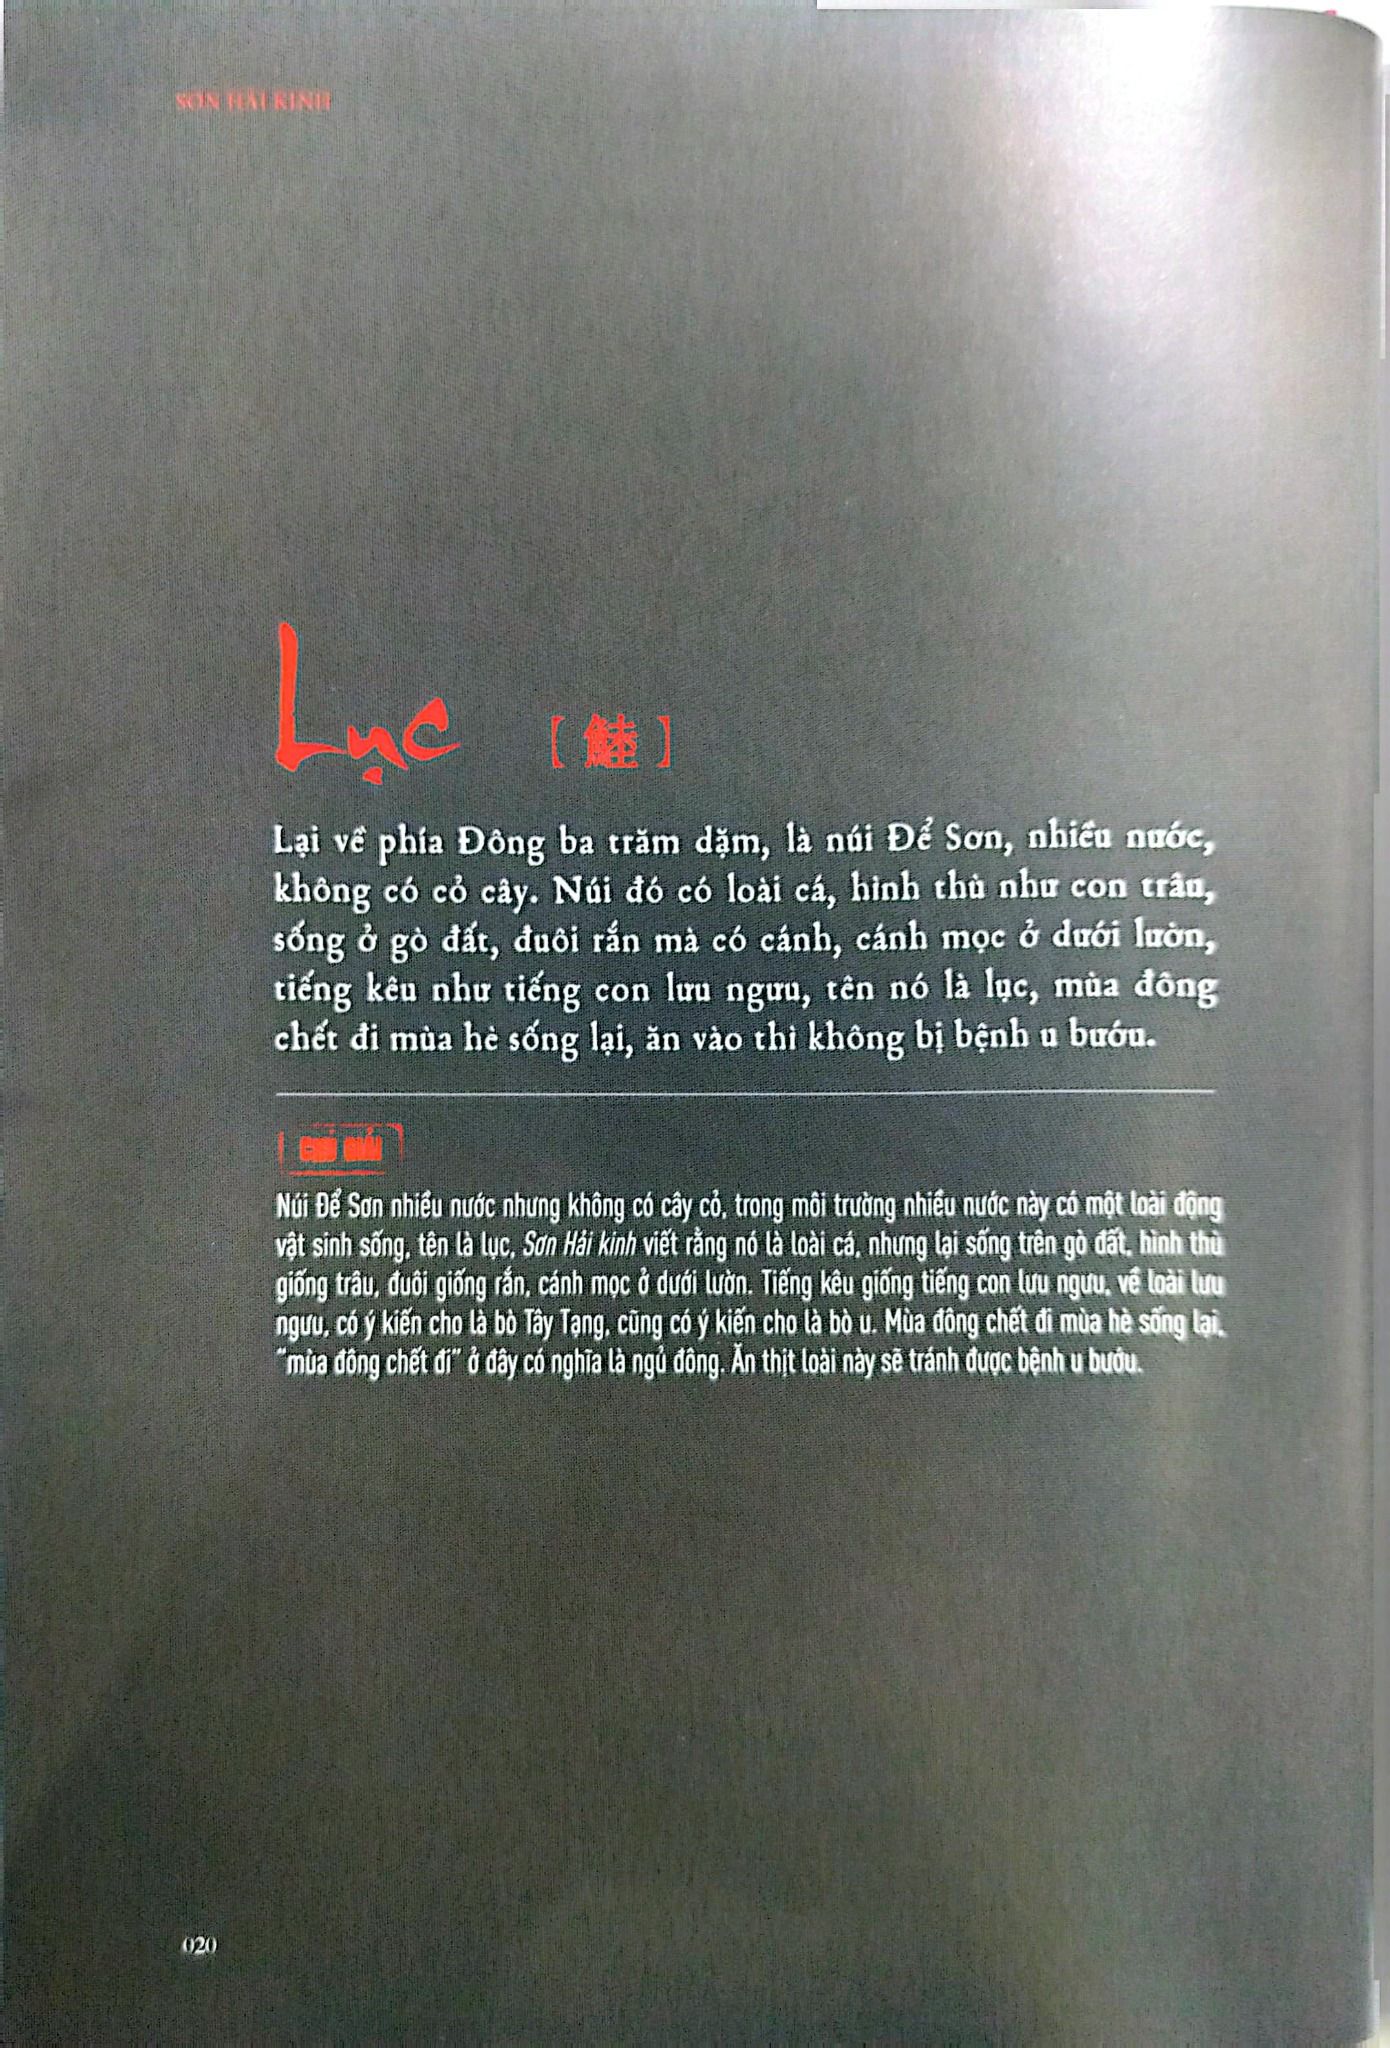 SƠN HẢI KINH
Lục 【鯥】
Lại về phía Đông ba trăm dặm, là núi Để Sơn, nhiều nước,
không có cỏ cây. Núi đó có loài cá, hình thù như con trâu,
sống ở gò đất, đuôi rắn mà có cánh, cánh mọc ở dưới lườn,
tiếng kêu như tiếng con lưu ngưu, tên nó là lục, mùa đông
chết đi mùa hè sống lại, ăn vào thì không bị bệnh u bướu.
CHÚ GIẢI
Núi Để Sơn nhiều nước nhưng không có cây cỏ, trong môi trường nhiều nước này có một loài động
vật sinh sống, tên là lục, Sơn Hải kinh viết rằng nó là loài cá, nhưng lại sống trên gò đất, hình thù
giống trâu, đuôi giống rắn, cánh mọc ở dưới lườn. Tiếng kêu giống tiếng con lưu ngưu, về loài lưu
ngưu, có ý kiến cho là bò Tây Tạng, cũng có ý kiến cho là bò u. Mùa đông chết đi mùa hè sống lại,
"mùa đông chết đi" ở đây có nghĩa là ngủ đông. Ăn thịt loài này sẽ tránh được bệnh u bướu.
020